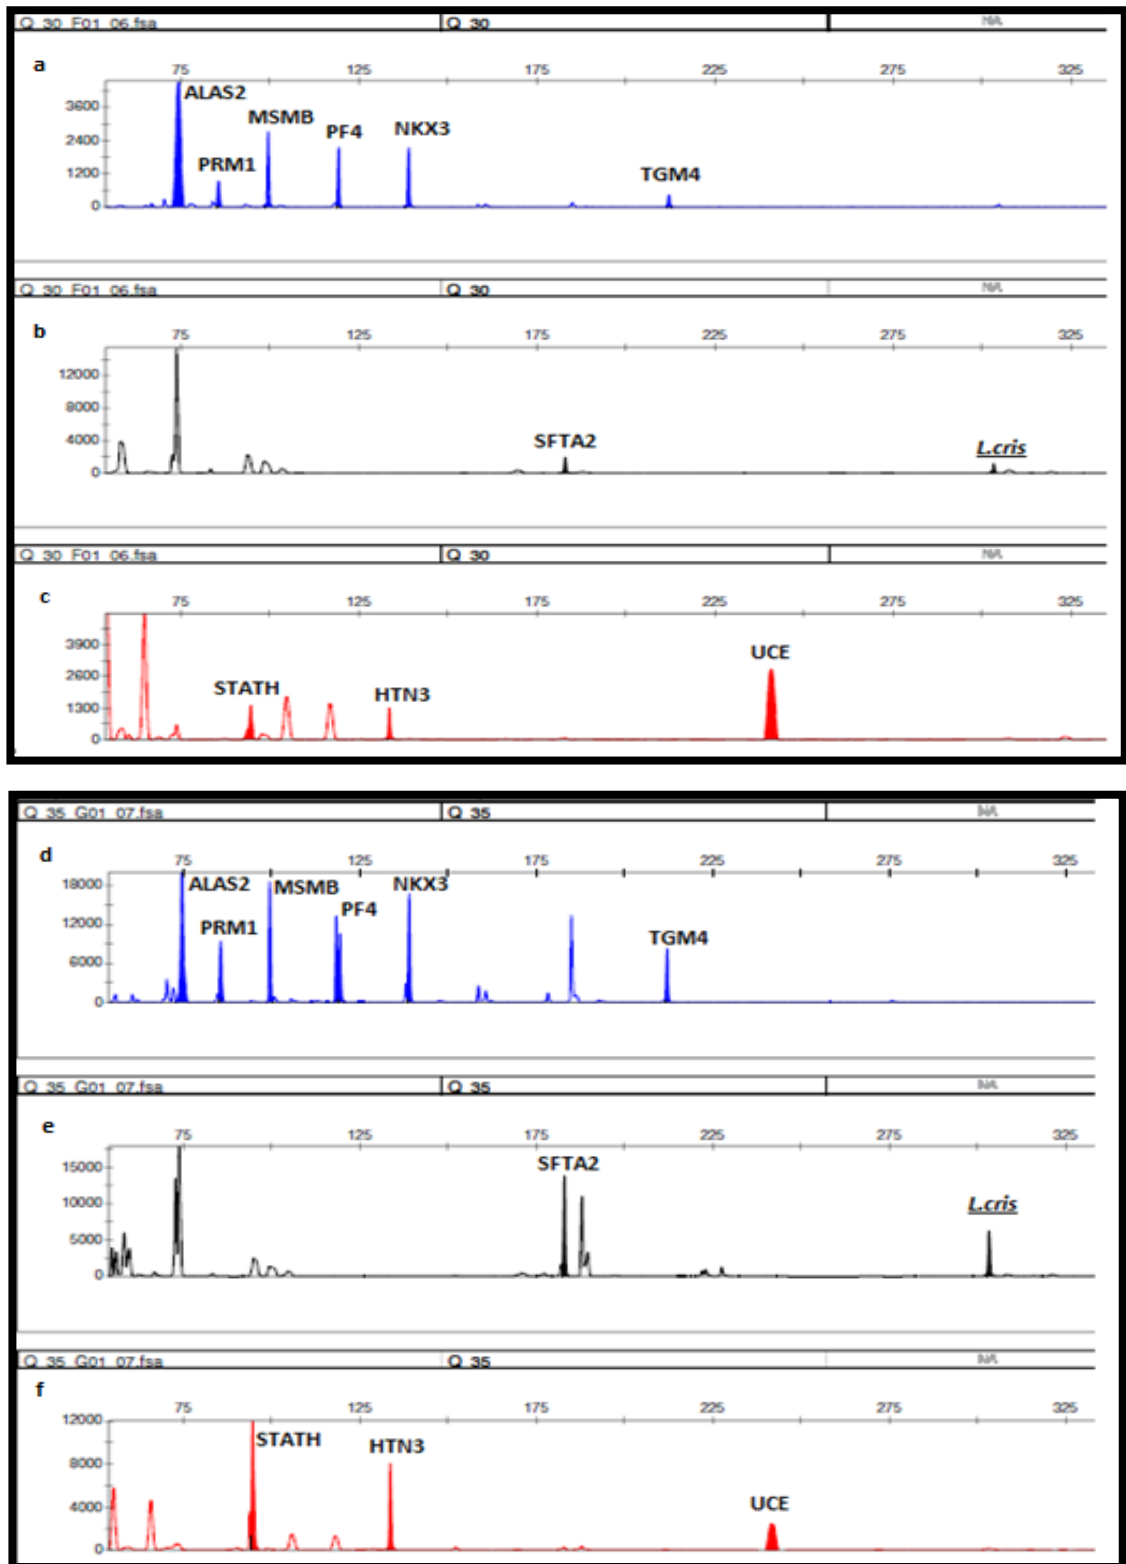 Q_30_F01_06.fsa Q_30 NA
a
75 125 175 225 275 325
3600
2400
1200
0
ALAS2
PRM1
MSMB
PF4
NKX3
TGM4
Q_30_F01_06.fsa Q_30 NA
b
75 125 175 225 275 325
12000
8000
4000
0
SFTA2
L.cris
Q_30_F01_06.fsa Q_30 NA
c
75 125 175 225 275 325
3900
2600
1300
0
STATH
HTN3
UCE
Q_35_G01_07.fsa Q_35 NA
d
75 125 175 225 275 325
18000
12000
6000
0
ALAS2
PRM1
MSMB
PF4
NKX3
TGM4
Q_35_G01_07.fsa Q_35 NA
e
75 125 175 225 275 325
15000
10000
5000
0
SFTA2
L.cris
Q_35_G01_07.fsa Q_35 NA
f
75 125 175 225 275 325
12000
8000
4000
0
STATH
HTN3
UCE